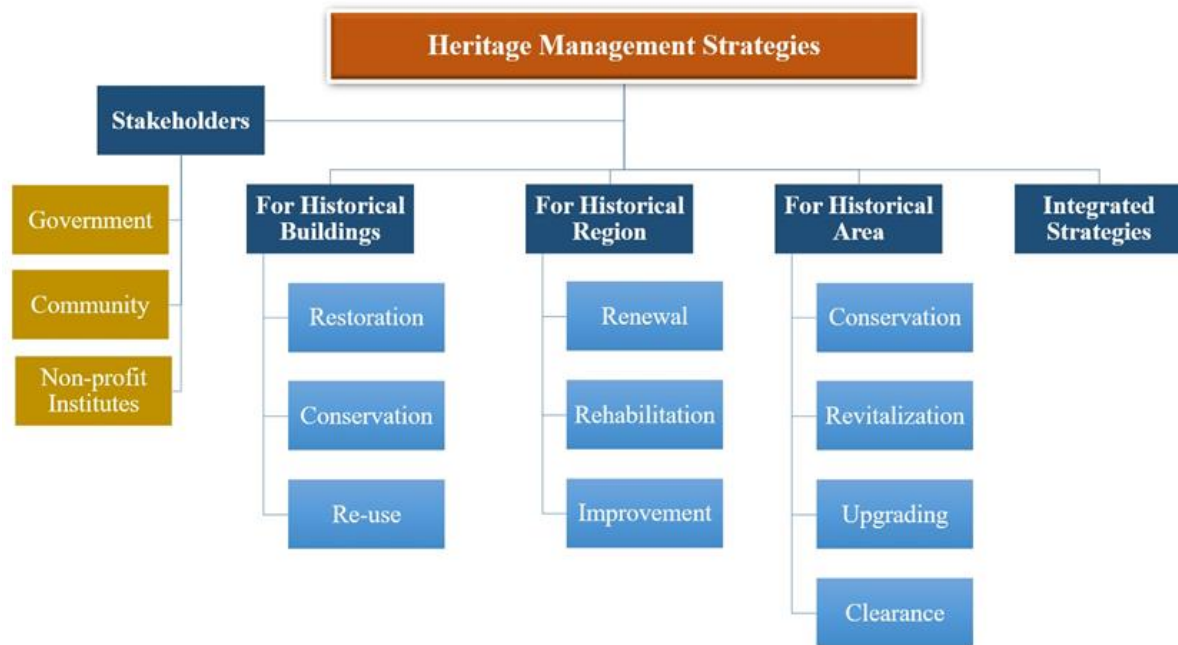 Heritage Management Strategies
Stakeholders
Government
Community
Non-profit
Institutes
For Historical
Buildings
Restoration
Conservation
Re-use
For Historical
Region
Renewal
Rehabilitation
Improvement
For Historical
Area
Conservation
Revitalization
Upgrading
Clearance
Integrated
Strategies